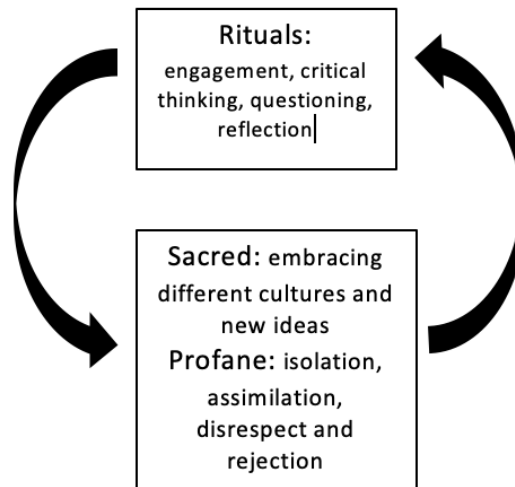 Rituals:
engagement, critical
thinking, questioning,
reflection
Sacred: embracing
different cultures and
new ideas
Profane: isolation,
assimilation,
disrespect and
rejection